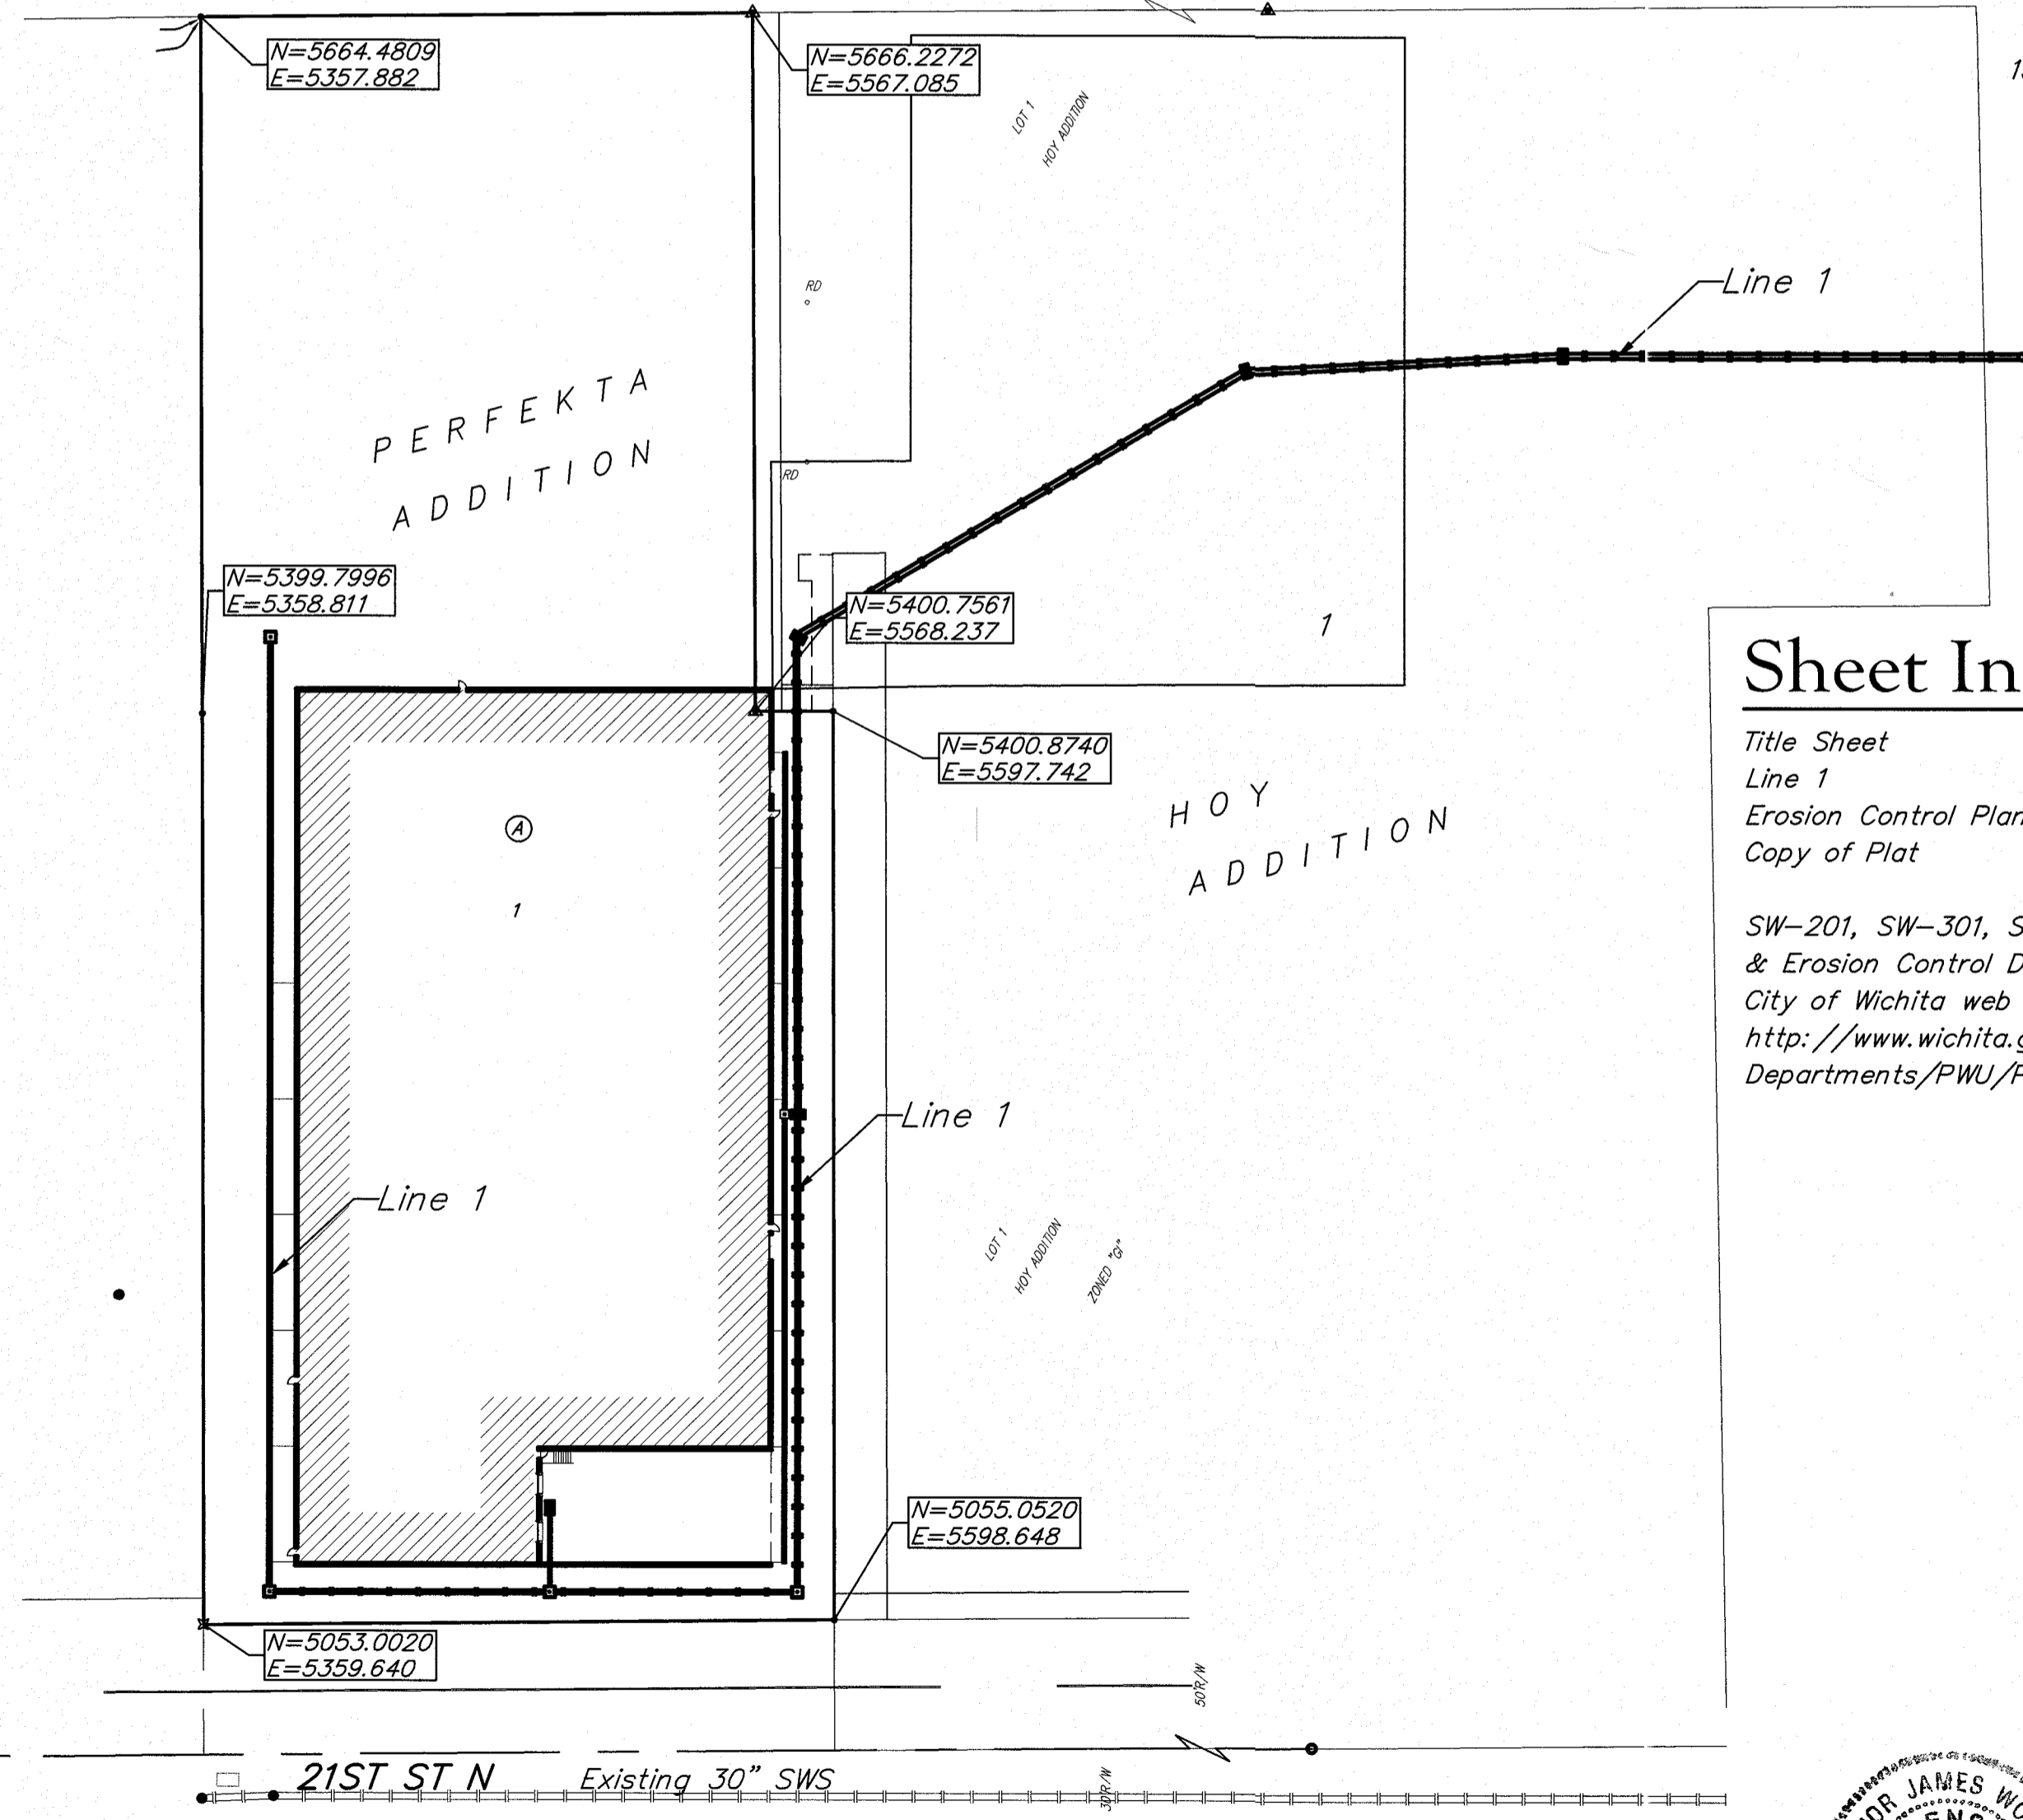 N=5664.4809
E=5357.882
N=5666.2272
E=5567.085
LOT 1
HOY ADDITION
Line 1
RD
PERFEKTA
ADDITION
RD
N=5399.7996
E=5358.811
N=5400.7561
E=5568.237
1
Sheet In
N=5400.8740
E=5597.742
Title Sheet
Line 1
Erosion Control Plan
Copy of Plat
HOY
ADDITION
A
1
SW-201, SW-301, S
& Erosion Control D
City of Wichita web
http://www.wichita.g
Departments/PWU/P
Line 1
Line 1
LOT 1
HOY ADDITION
ZONED "GI"
N=5055.0520
E=5598.648
N=5053.0020
E=5359.640
50'R/W
21ST ST N
Existing 30" SWS
30'R/W
JAMES